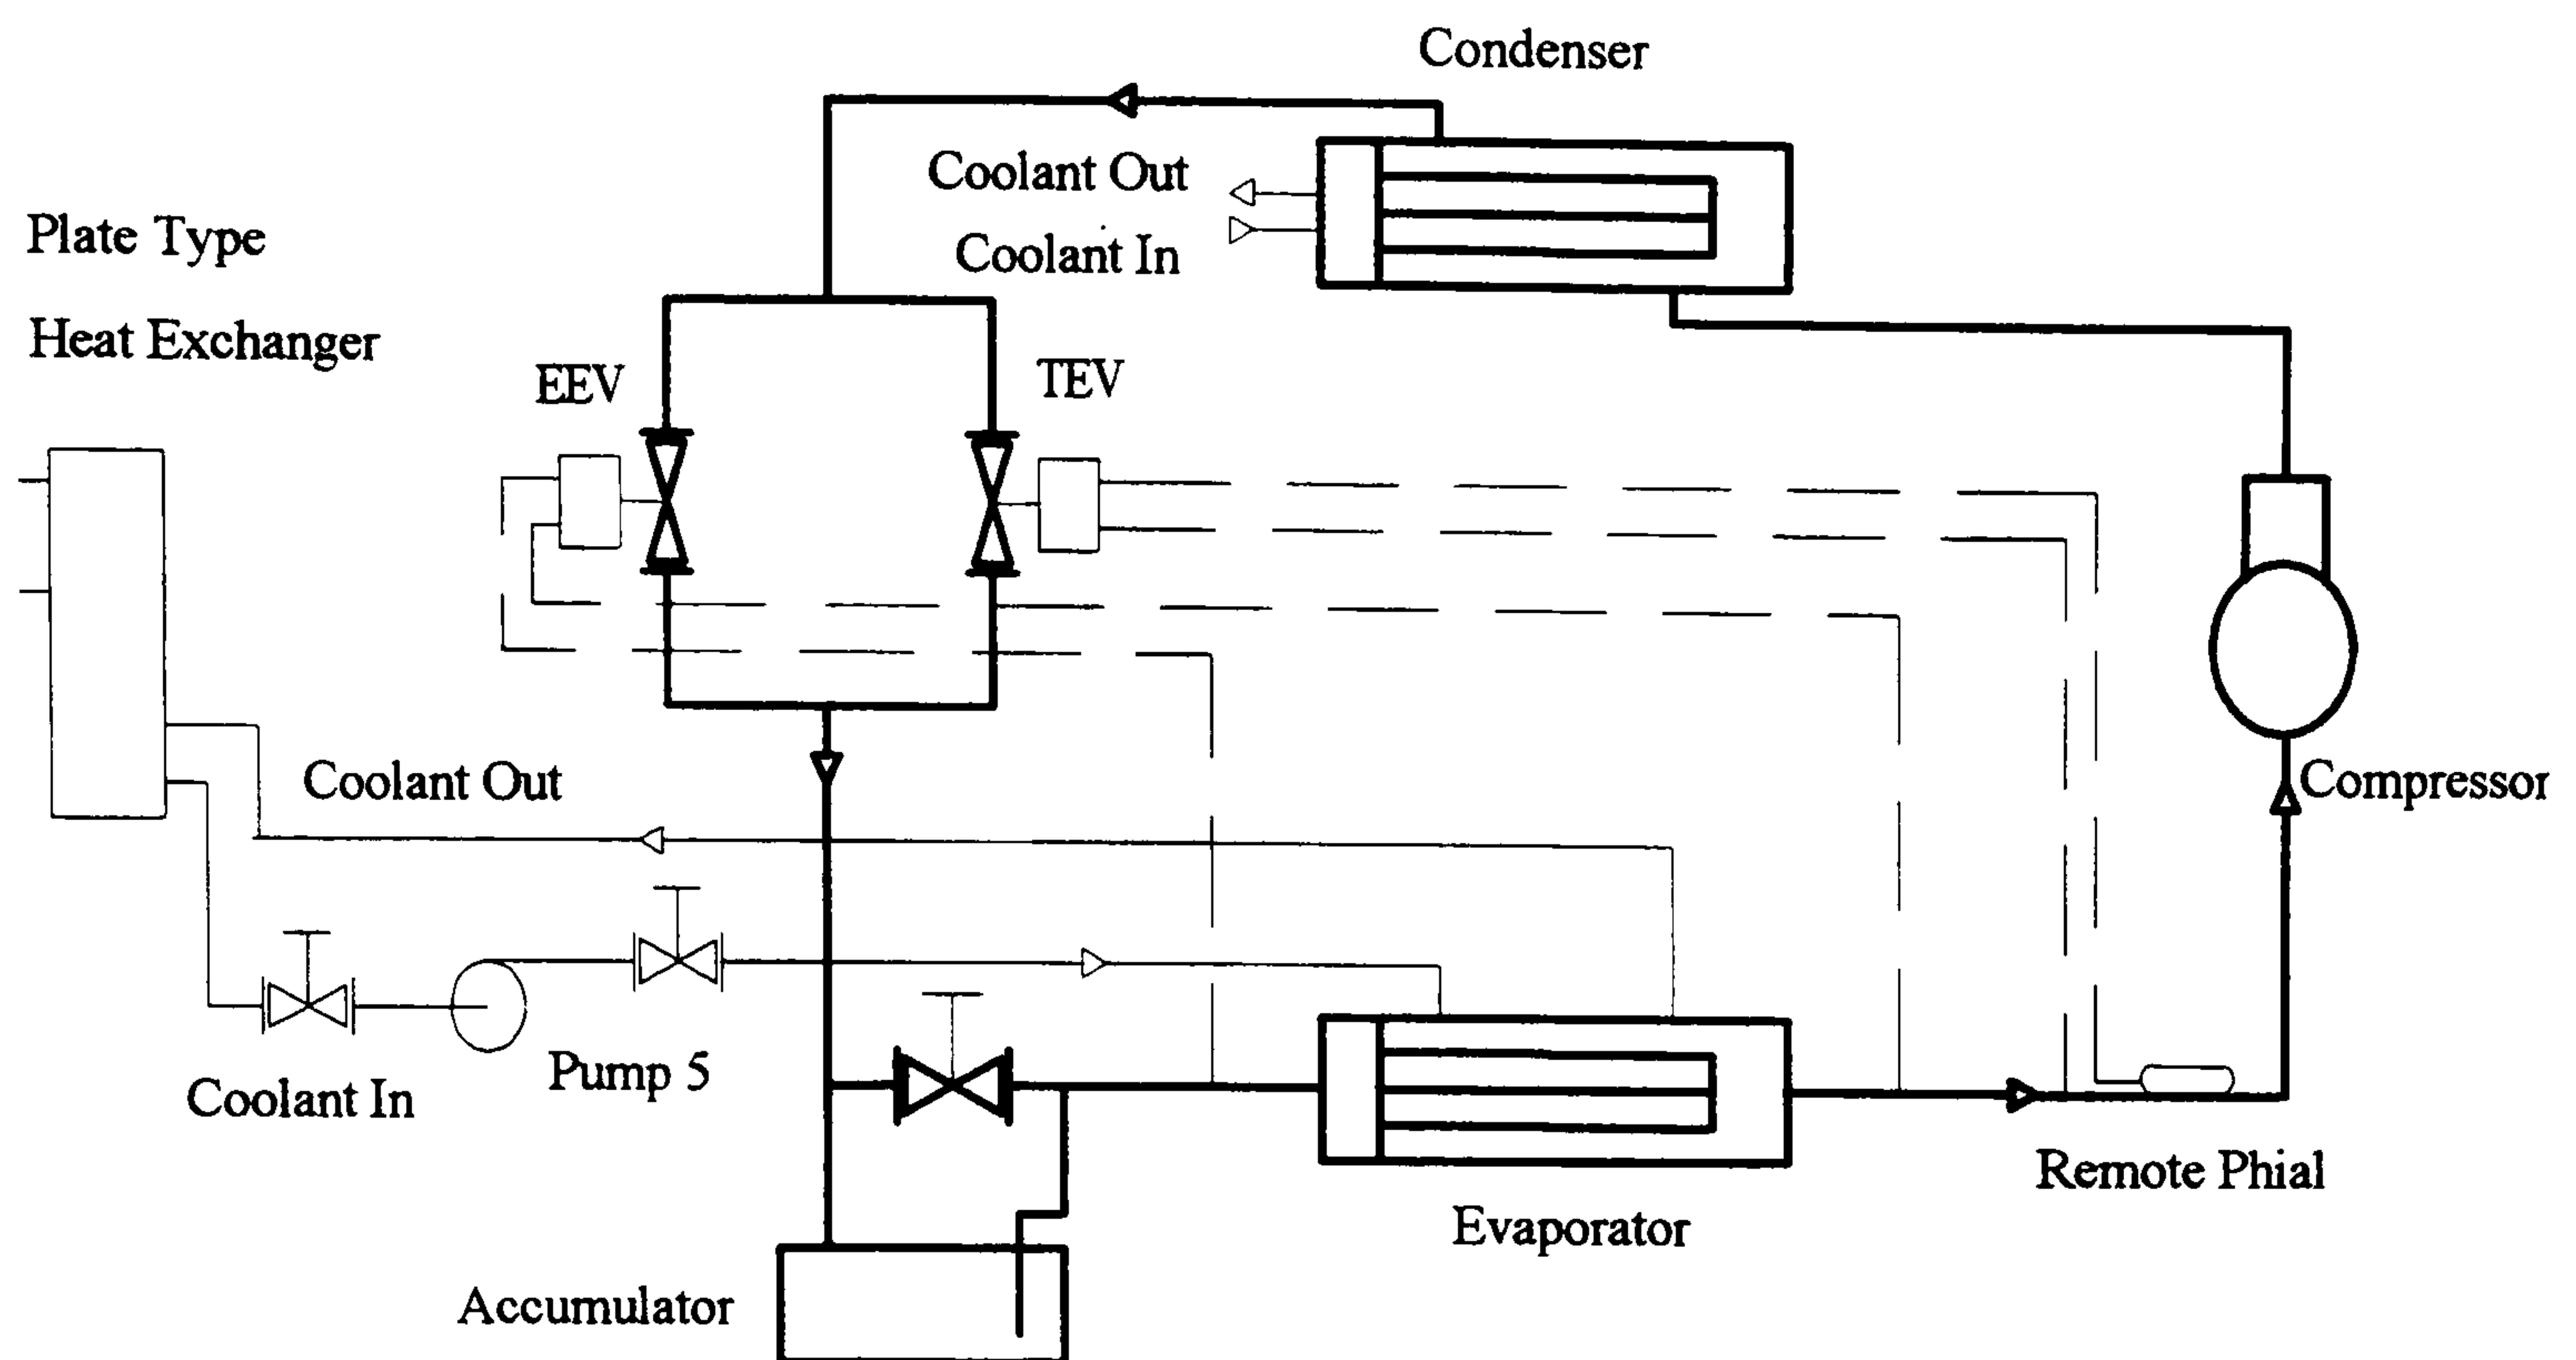 Condenser
Coolant Out
Coolant In
Plate Type
Heat Exchanger
EEV
TEV
Coolant Out
Compressor
Pump 5
Coolant In
Remote Phial
Evaporator
Accumulator